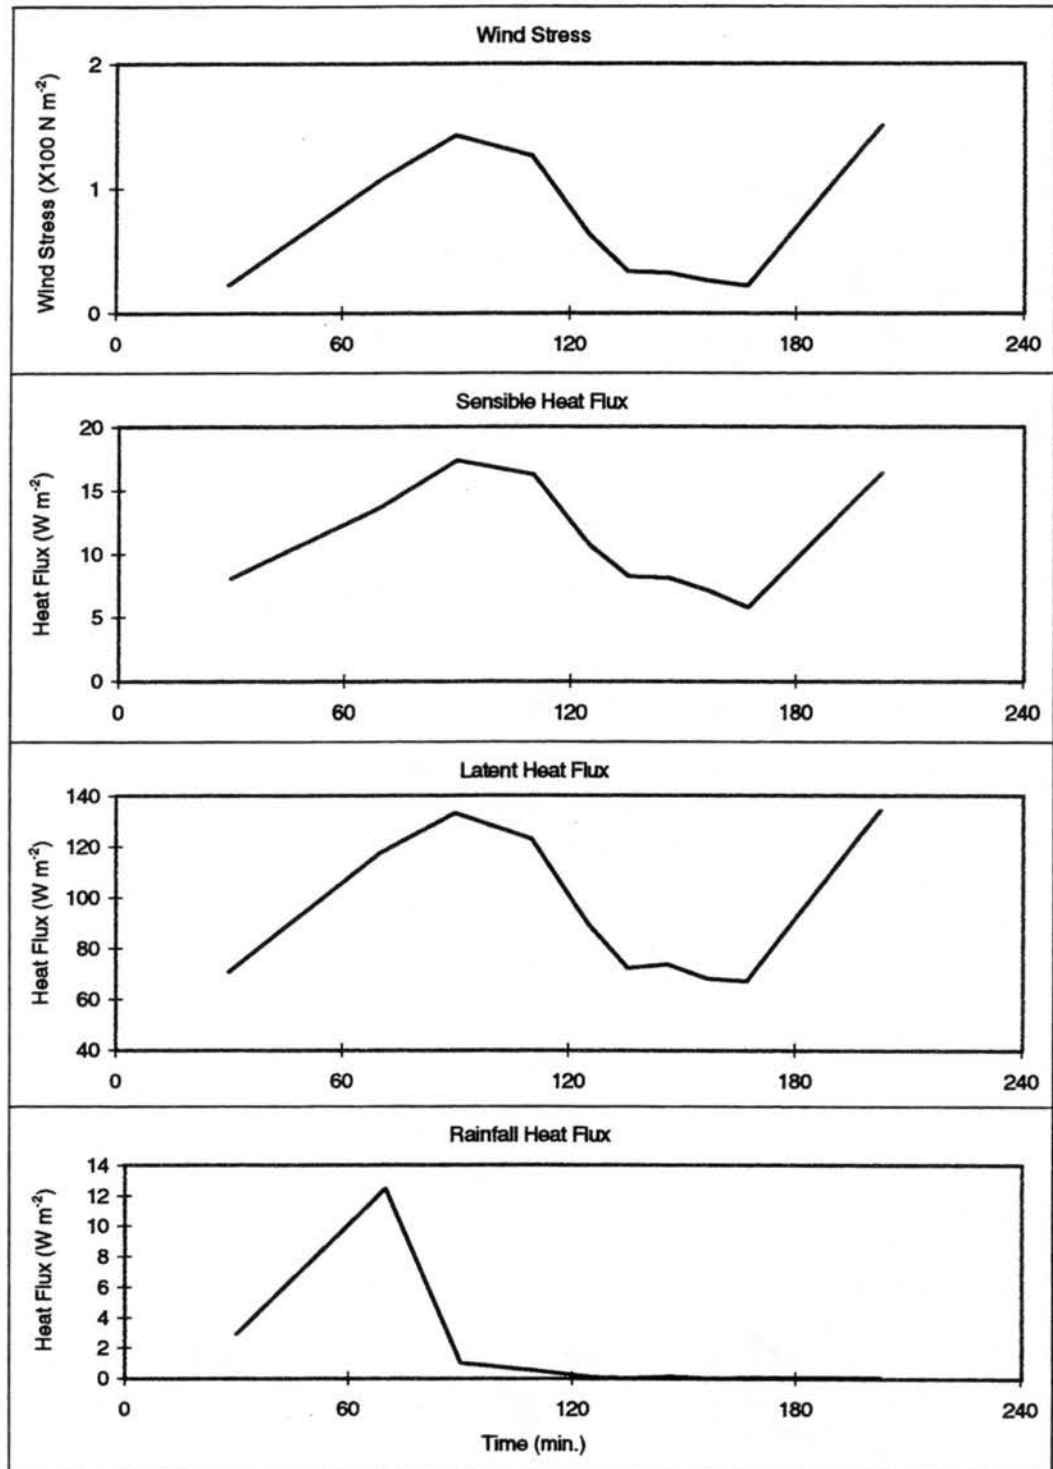 Wind Stress
Wind Stress (X100 N m⁻²)
2
1
0
0 60 120 180 240
Sensible Heat Flux
Heat Flux (W m⁻²)
20
15
10
5
0
0 60 120 180 240
Latent Heat Flux
Heat Flux (W m⁻²)
140
120
100
80
60
40
0 60 120 180 240
Rainfall Heat Flux
Heat Flux (W m⁻²)
14
12
10
8
6
4
2
0
0 60 120 180 240
Time (min.)